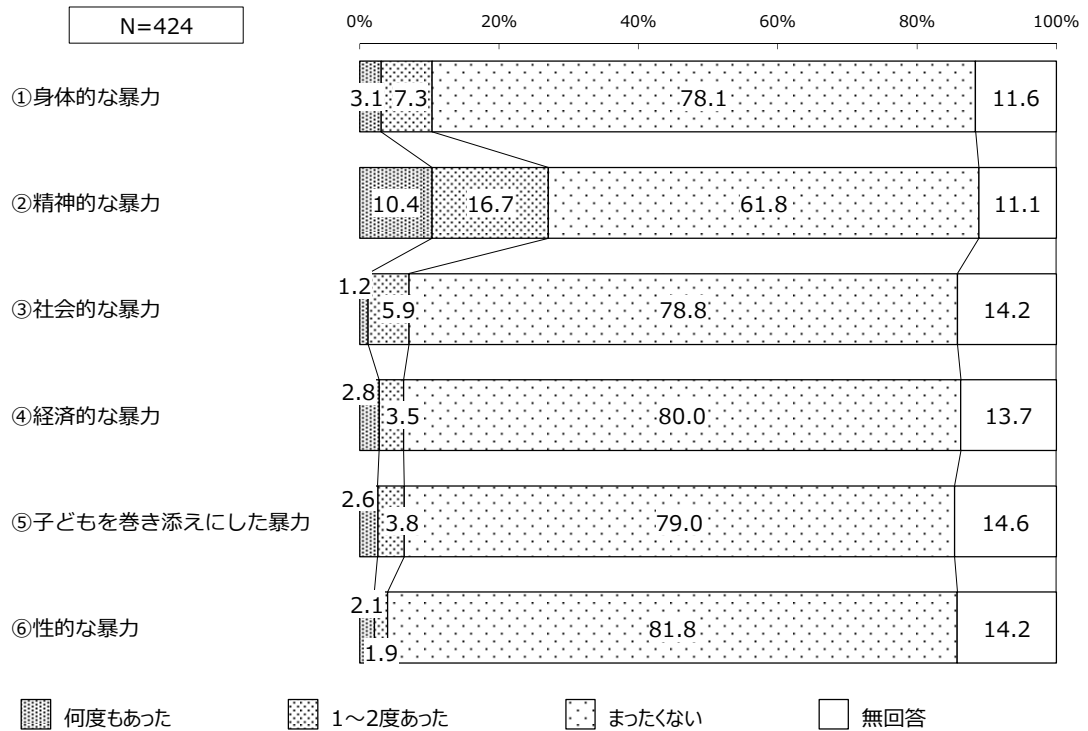 N=424
0% 20% 40% 60% 80% 100%
①身体的な暴力 3.1 7.3 78.1 11.6
②精神的な暴力 10.4 16.7 61.8 11.1
③社会的な暴力 1.2 5.9 78.8 14.2
④経済的な暴力 2.8 3.5 80.0 13.7
⑤子どもを巻き添えにした暴力 2.6 3.8 79.0 14.6
⑥性的な暴力 2.1 1.9 81.8 14.2
何度もあった 1～2度あった まったくない 無回答